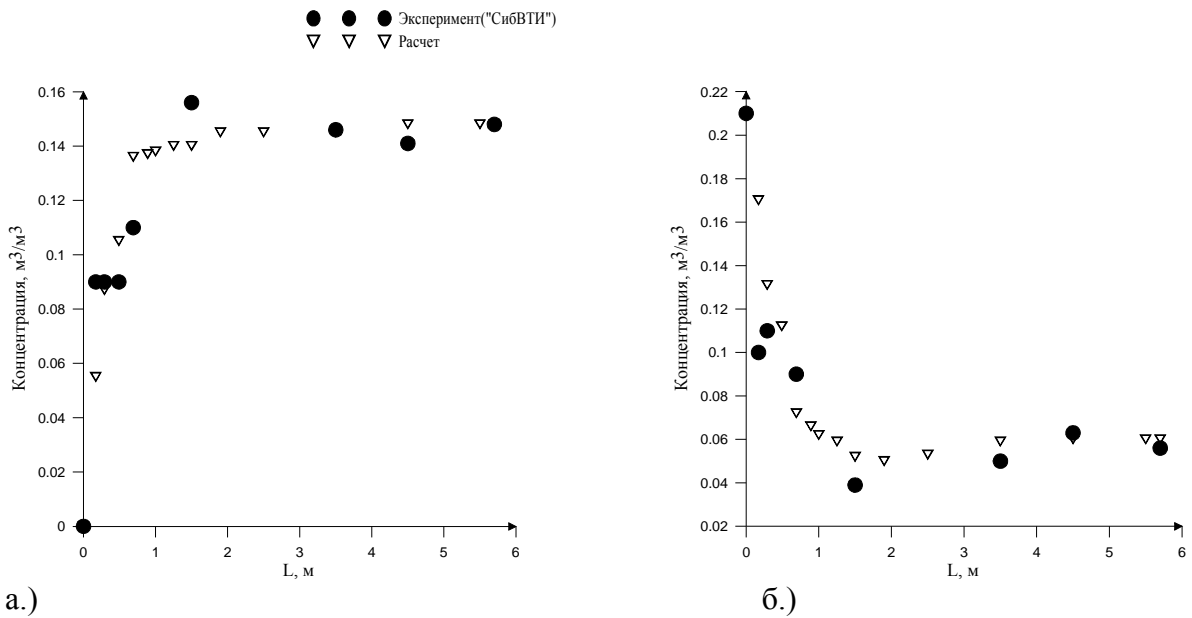 Эксперимент("СибВТИ")
Расчет
0.16
0.14
0.12
0.1
0.08
0.06
0.04
0.02
0
Концентрация, м3/м3
0 1 2 3 4 5 6
L, м
а.)
0.22
0.2
0.18
0.16
0.14
0.12
0.1
0.08
0.06
0.04
0.02
Концентрация, м3/м3
0 1 2 3 4 5 6
L, м
б.)